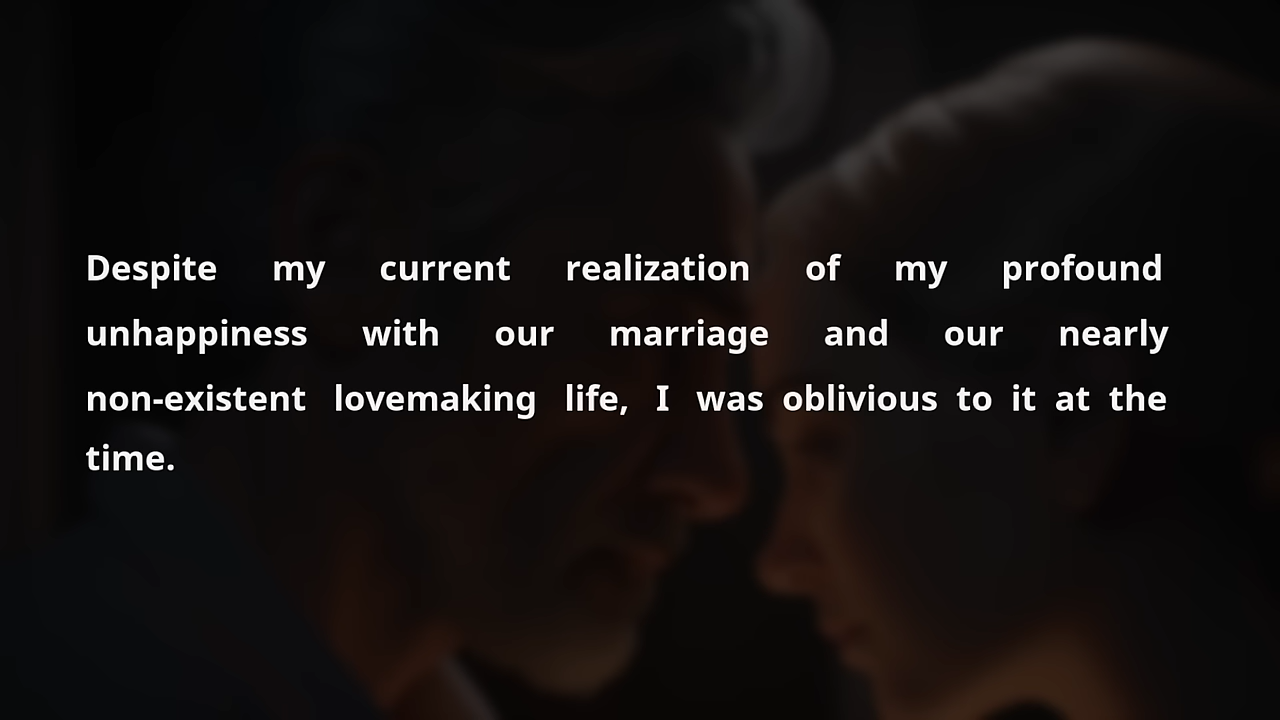 Despite my current realization of my profound
unhappiness with our marriage and our nearly
non-existent lovemaking life, I was oblivious to it at the
time.